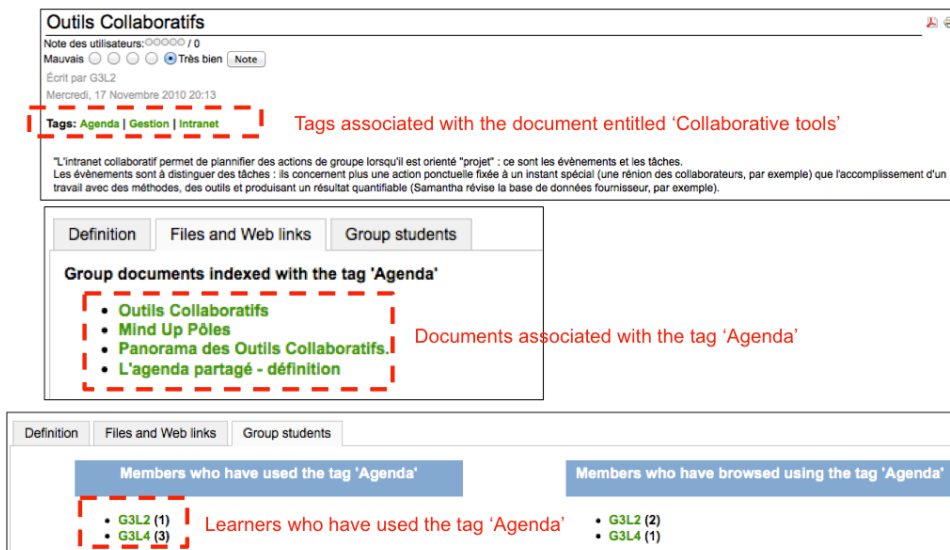 Outils Collaboratifs
Note des utilisateurs: / 0
Mauvais Très bien Note
Écrit par G3L2
Mercredi, 17 Novembre 2010 20:13
Tags: Agenda | Gestion | Intranet
Tags associated with the document entitled ‘Collaborative tools’
"L'intranet collaboratif permet de plannifier des actions de groupe lorsqu'il est orienté "projet" : ce sont les évènements et les tâches.
Les évènements sont à distinguer des tâches : ils concernent plus une action ponctuelle fixée à un instant spécial (une rénion des collaborateurs, par exemple) que l'accomplissement d'un
travail avec des méthodes, des outils et produisant un résultat quantifiable (Samantha révise la base de données fournisseur, par exemple).
Definition Files and Web links Group students
Group documents indexed with the tag 'Agenda'
• Outils Collaboratifs
• Mind Up Pôles
• Panorama des Outils Collaboratifs.
• L'agenda partagé - définition
Documents associated with the tag ‘Agenda’
Definition Files and Web links Group students
Members who have used the tag 'Agenda'
• G3L2 (1)
• G3L4 (3)
Learners who have used the tag ‘Agenda’
Members who have browsed using the tag 'Agenda'
• G3L2 (2)
• G3L4 (1)